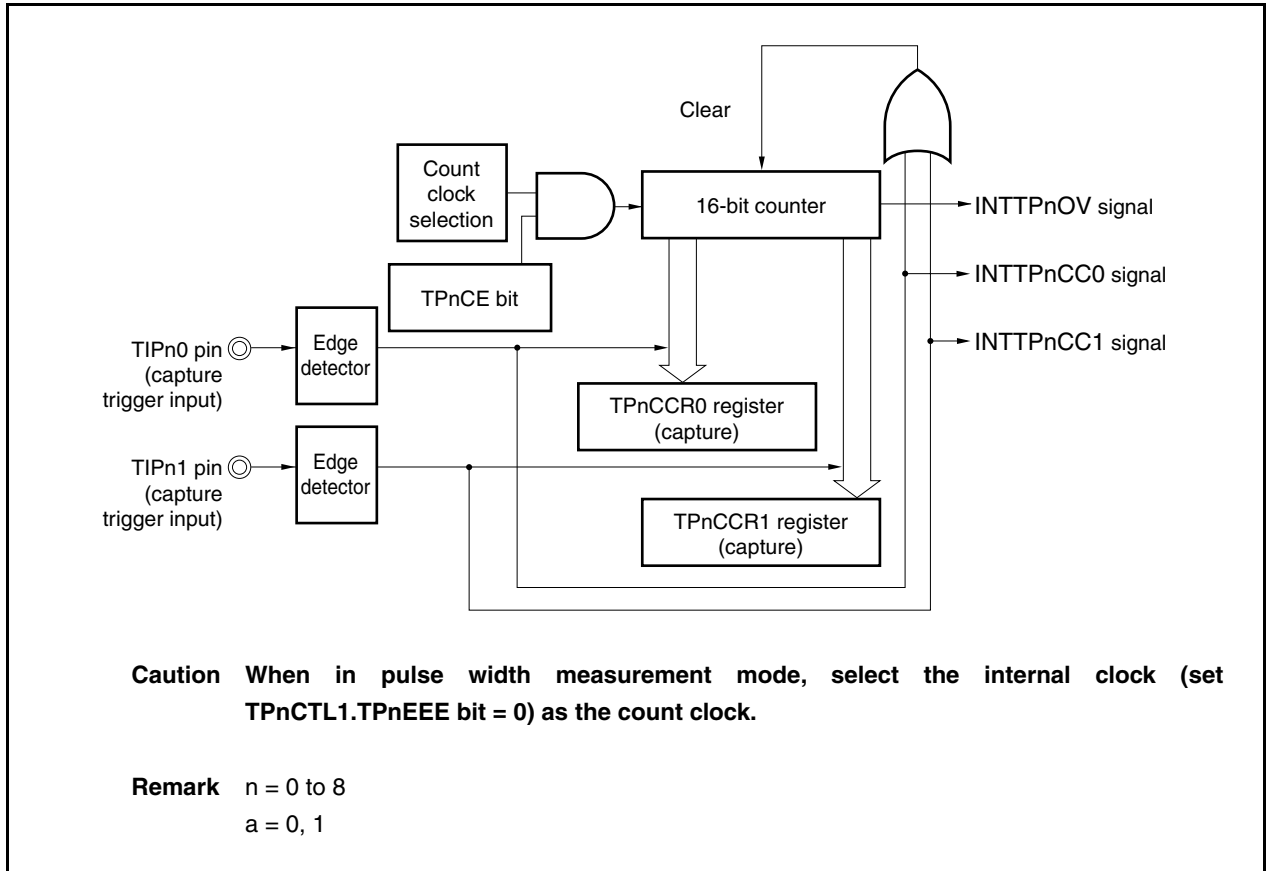 Clear
Count
clock
selection
16-bit counter
INTTPnOV signal
TPnCE bit
INTTPnCC0 signal
INTTPnCC1 signal
TIPn0 pin
(capture
trigger input)
Edge
detector
TPnCCR0 register
(capture)
TIPn1 pin
(capture
trigger input)
Edge
detector
TPnCCR1 register
(capture)
Caution When in pulse width measurement mode, select the internal clock (set
TPnCTL1.TPnEEE bit = 0) as the count clock.
Remark n = 0 to 8
a = 0, 1